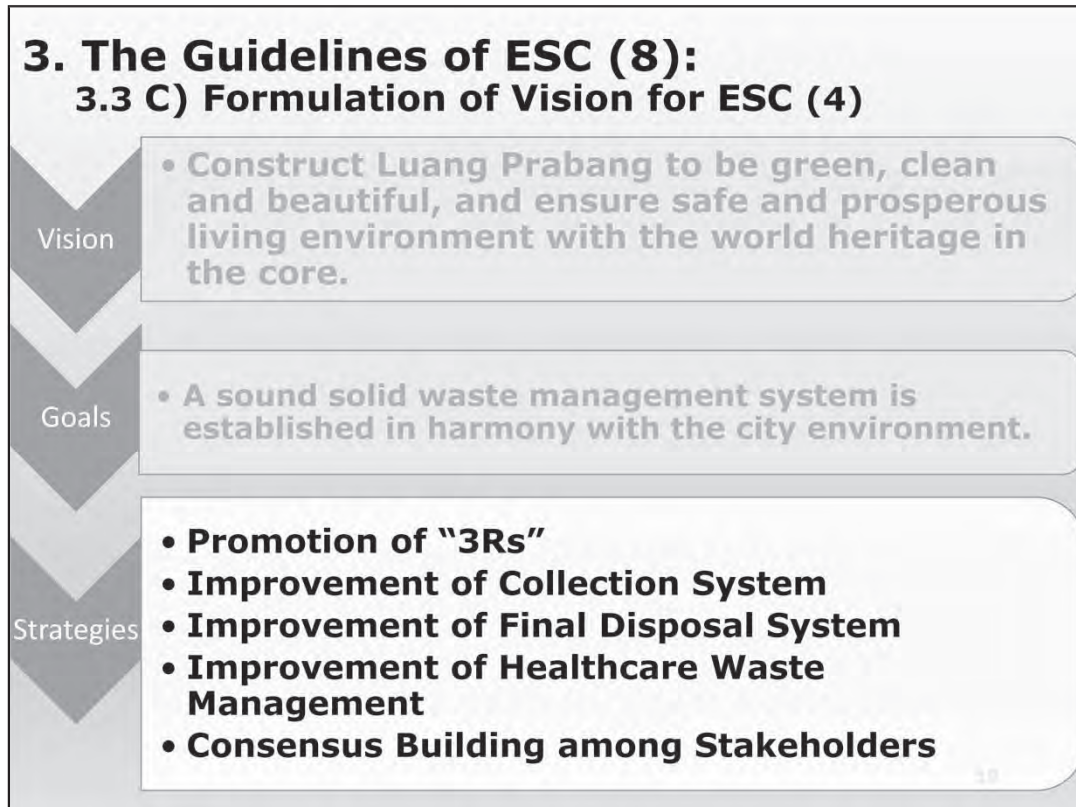 3. The Guidelines of ESC (8):
3.3 C) Formulation of Vision for ESC (4)
Vision
• Construct Luang Prabang to be green, clean
and beautiful, and ensure safe and prosperous
living environment with the world heritage in
the core.
Goals
• A sound solid waste management system is
established in harmony with the city environment.
Strategies
• Promotion of “3Rs”
• Improvement of Collection System
• Improvement of Final Disposal System
• Improvement of Healthcare Waste
Management
• Consensus Building among Stakeholders